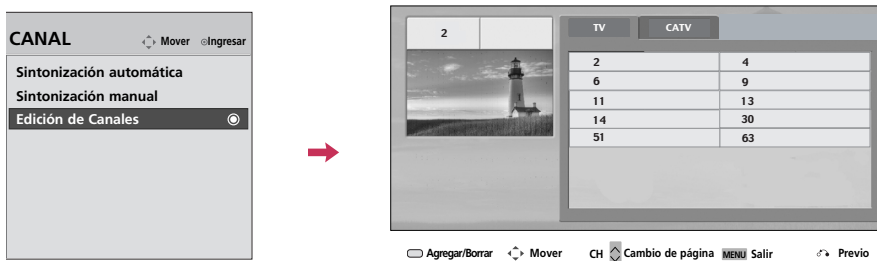 CANAL Mover Ingresar
Sintonización automática
Sintonización manual
Edición de Canales
2
TV CATV
2 4
6 9
11 13
14 30
51 63
Agregar/Borrar Mover CH Cambio de página MENU Salir Previo